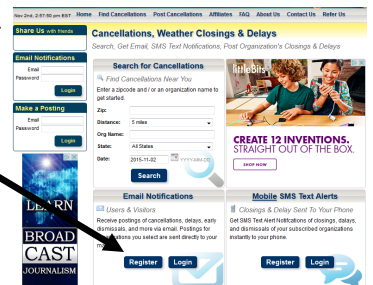 Nov 2nd, 2:57:50 pm EST Home Find Cancellations Post Cancellations Affiliates FAQ About Us Contact Us Refer Us
Share Us with friends
Email Notifications
Email
Password
Login
Make a Posting
Email
Password
Login
LEARN
BROAD
CAST
JOURNALISM
Cancellations, Weather Closings & Delays
Search, Get Email, SMS Text Notifications, Post Organization's Closings & Delays
Search for Cancellations
Find Cancellations Near You
Enter a zipcode and / or an organization name to
get started.
Zip:
Distance: 5 miles
Org Name:
State: All States
Date: 2015-11-02 YYYY-MM-DD
Search
littleBits
CREATE 12 INVENTIONS.
STRAIGHT OUT OF THE BOX.
SHOP NOW
Email Notifications
Users & Visitors
Receive postings of cancellations, delays, early
dismissals, and more via email. Postings for
you select are sent directly to your
Register Login
Mobile SMS Text Alerts
Closings & Delay Sent To Your Phone
Get SMS Text Alert Notifications of closings, delays,
and dismissals of your subscribed organizations
instantly to your phone.
Register Login